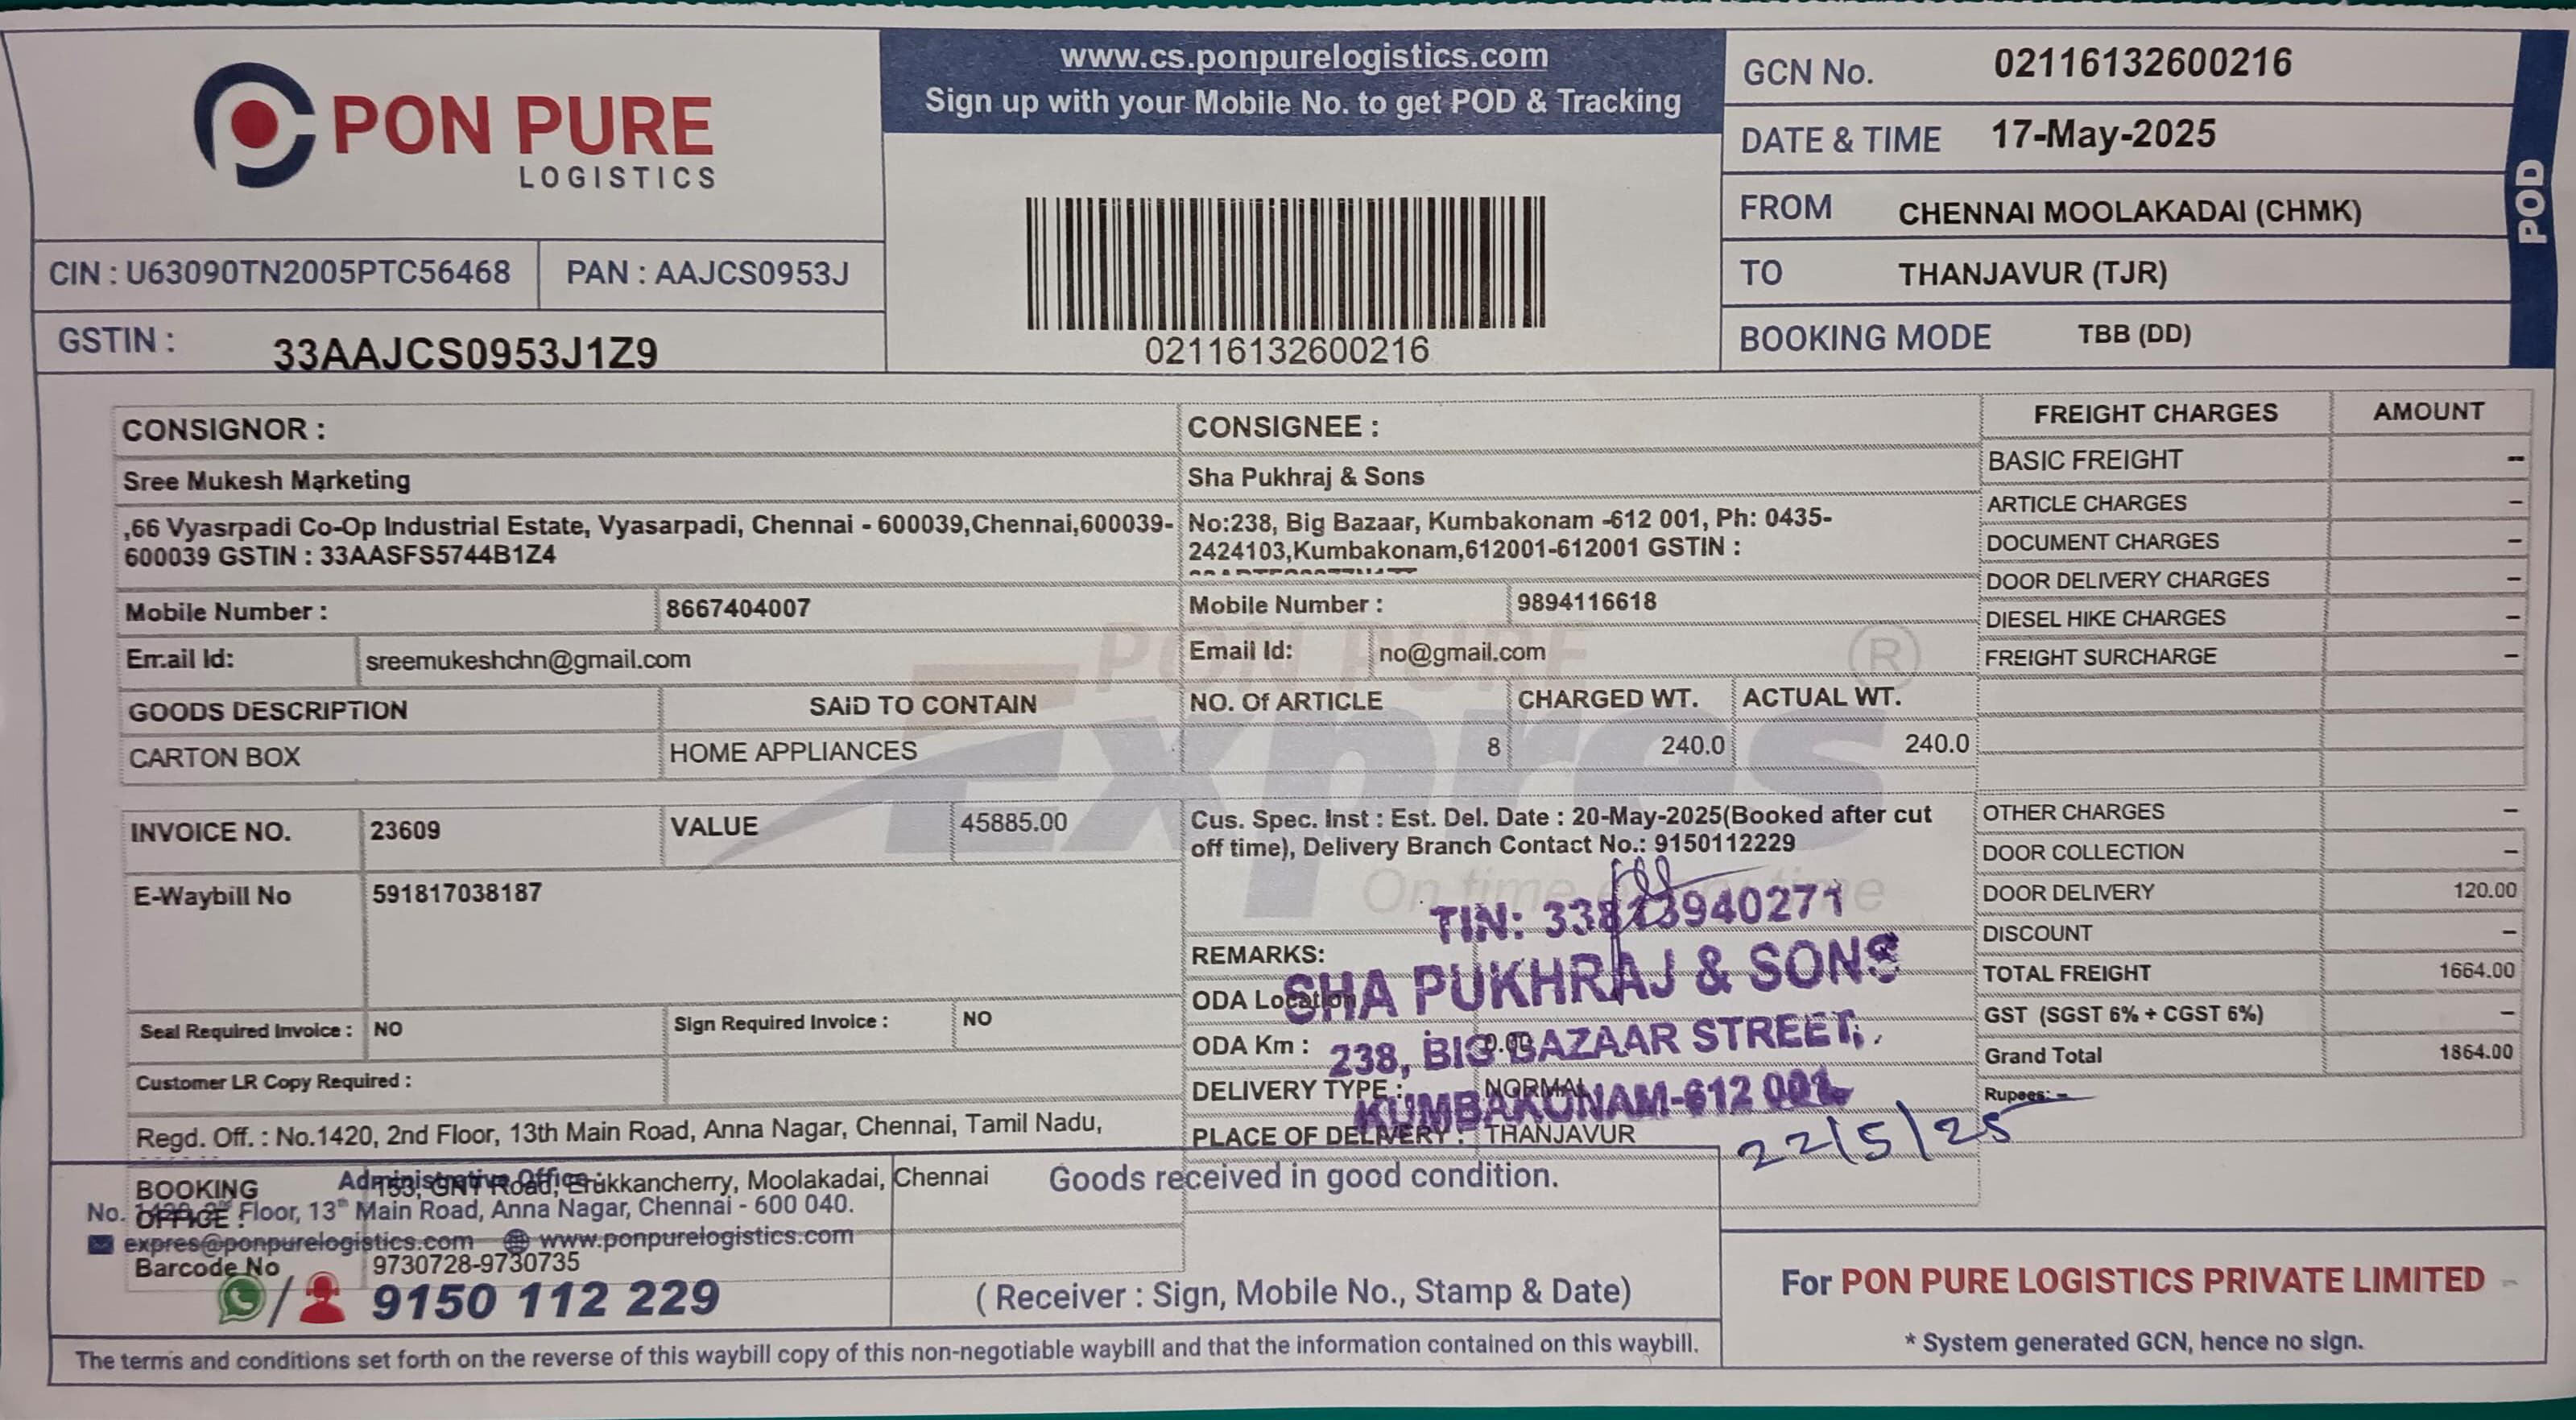 PON PURE
LOGISTICS
CIN : U63090TN2005PTC56468
PAN : AAJCS0953J
GSTIN : 33AAJCS0953J1Z9
www.cs.ponpurelogistics.com
Sign up with your Mobile No. to get POD & Tracking
02116132600216
GCN No. 02116132600216
DATE & TIME 17-May-2025
FROM CHENNAI MOOLAKADAI (CHMK)
TO THANJAVUR (TJR)
BOOKING MODE TBB (DD)
POD
CONSIGNOR :
Sree Mukesh Marketing
,66 Vyasrpadi Co-Op Industrial Estate, Vyasarpadi, Chennai - 600039,Chennai,600039-
600039 GSTIN : 33AASFS5744B1Z4
Mobile Number : 8667404007
Email Id: sreemukeshchn@gmail.com
CONSIGNEE :
Sha Pukhraj & Sons
No:238, Big Bazaar, Kumbakonam -612 001, Ph: 0435-
2424103,Kumbakonam,612001-612001 GSTIN :
Mobile Number : 9894116618
Email Id: no@gmail.com
GOODS DESCRIPTION SAID TO CONTAIN NO. Of ARTICLE CHARGED WT. ACTUAL WT.
CARTON BOX HOME APPLIANCES 8 240.0 240.0
INVOICE NO. 23609 VALUE 45885.00
E-Waybill No 591817038187
Seal Required Invoice : NO Sign Required Invoice : NO
Customer LR Copy Required :
Regd. Off. : No.1420, 2nd Floor, 13th Main Road, Anna Nagar, Chennai, Tamil Nadu,
Cus. Spec. Inst : Est. Del. Date : 20-May-2025(Booked after cut
off time), Delivery Branch Contact No.: 9150112229
REMARKS:
ODA Location
ODA Km : 0.00
DELIVERY TYPE : NORMAL
PLACE OF DELIVERY : THANJAVUR
TIN: 33813940271
SHA PUKHRAJ & SONS
238, BIG BAZAAR STREET,
KUMBAKONAM-612 001
22/5/25
FREIGHT CHARGES AMOUNT
BASIC FREIGHT --
ARTICLE CHARGES –
DOCUMENT CHARGES –
DOOR DELIVERY CHARGES –
DIESEL HIKE CHARGES –
FREIGHT SURCHARGE –
OTHER CHARGES –
DOOR COLLECTION –
DOOR DELIVERY 120.00
DISCOUNT –
TOTAL FREIGHT 1664.00
GST (SGST 6% + CGST 6%) –
Grand Total 1864.00
Rupees: –
PON PURE
Expres ®
On time
BOOKING OFFICE : 153, GNT Road, Erukkancherry, Moolakadai, Chennai
Administrative Office
No. Floor, 13th Main Road, Anna Nagar, Chennai - 600 040.
expres@ponpurelogistics.com www.ponpurelogistics.com
Barcode No 9730728-9730735
/ 9150 112 229
Goods received in good condition.
( Receiver : Sign, Mobile No., Stamp & Date)
For PON PURE LOGISTICS PRIVATE LIMITED
* System generated GCN, hence no sign.
The terms and conditions set forth on the reverse of this waybill copy of this non-negotiable waybill and that the information contained on this waybill.